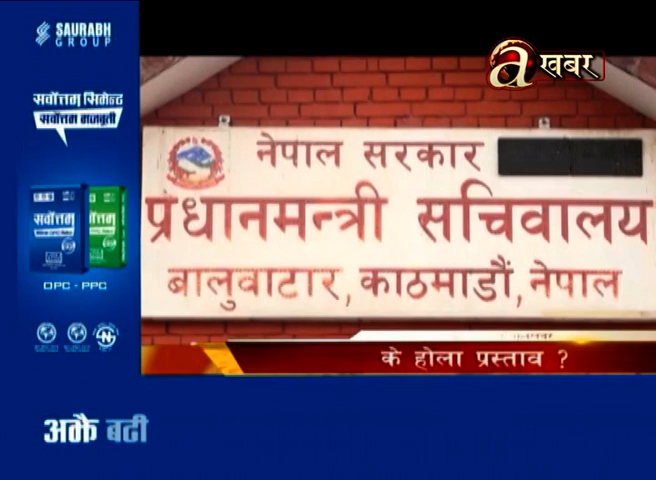 SAURABH
GROUP
a खबर
सर्वोत्तम सिमेन्ट
सर्वोत्तम मजबूती
नेपाल सरकार
प्रधानमन्त्री सचिवालय
बालुवाटार, काठमाडौं, नेपाल
सर्वोत्तम
OPC - PPC
के होला प्रस्ताव ?
अझै बढी